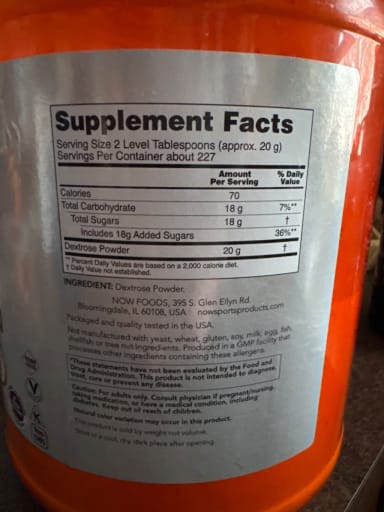 Supplement Facts
Serving Size 2 Level Tablespoons (approx. 20 g)
Servings Per Container about 227
Amount Per Serving % Daily Value
Calories 70
Total Carbohydrate 18 g 7%**
Total Sugars 18 g †
Includes 18g Added Sugars 36%**
Dextrose Powder 20 g †
** Percent Daily Values are based on a 2,000 calorie diet.
† Daily Value not established.
INGREDIENT: Dextrose Powder.
NOW FOODS, 395 S. Glen Ellyn Rd.
Bloomingdale, IL 60108, USA nowsportsproducts.com
Packaged and quality tested in the USA.
Not manufactured with yeast, wheat, gluten, soy, milk, egg, fish,
shellfish or tree nut ingredients. Produced in a GMP facility that
processes other ingredients containing these allergens.
*These statements have not been evaluated by the Food and
Drug Administration. This product is not intended to diagnose,
treat, cure or prevent any disease.
Caution: For adults only. Consult physician if pregnant/nursing,
taking medication, or have a medical condition, including
diabetes. Keep out of reach of children.
Natural color variation may occur in this product.
This product is sold by weight not volume.
Store in a cool, dry, dark place after opening.